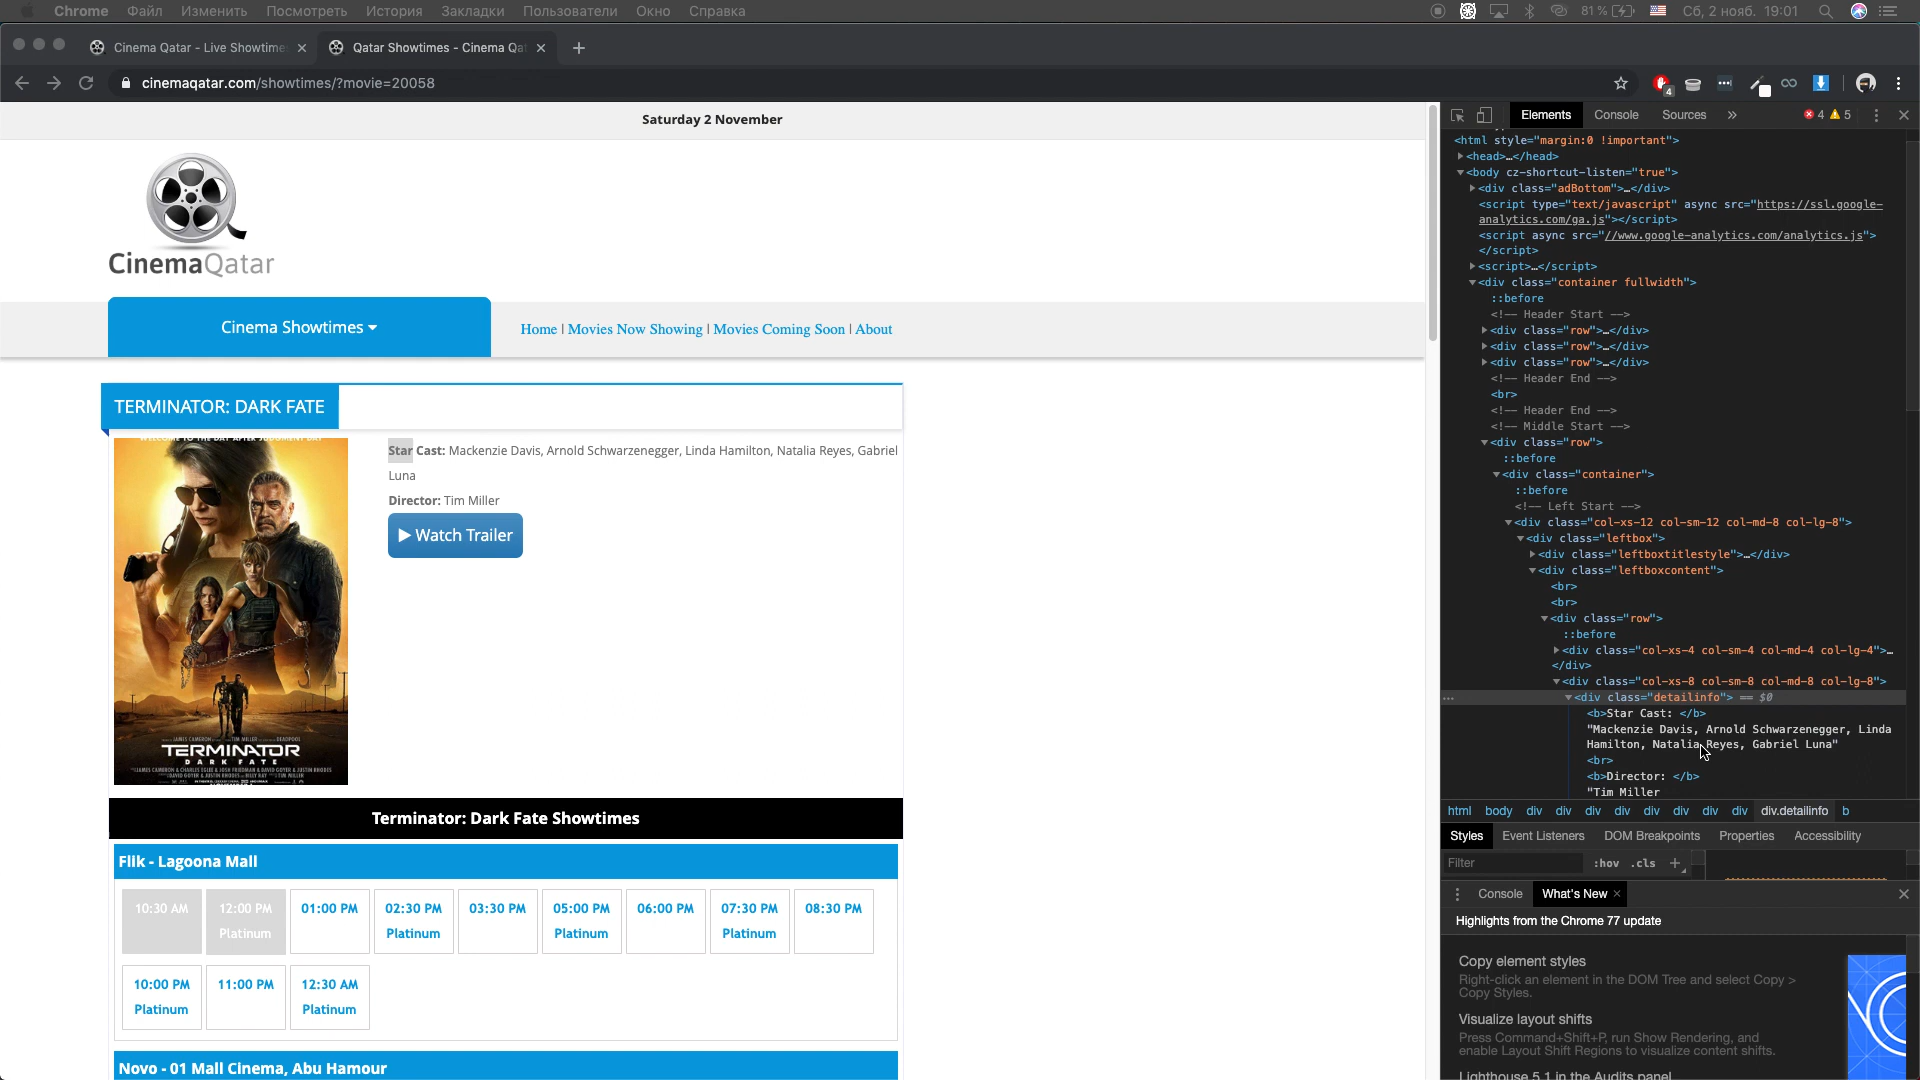 Chrome Файл Изменить Посмотреть История Закладки Пользователи Окно Справка 81 % Сб, 2 нояб. 19:01
Cinema Qatar - Live Showtime
Qatar Showtimes - Cinema Qa
cinemaqatar.com/showtimes/?movie=20058
4
Saturday 2 November
CinemaQatar
Cinema Showtimes
Home | Movies Now Showing | Movies Coming Soon | About
TERMINATOR: DARK FATE
WELCOME TO THE DAY AFTER JUDGMENT DAY
TERMINATOR
DARK FATE
Star Cast: Mackenzie Davis, Arnold Schwarzenegger, Linda Hamilton, Natalia Reyes, Gabriel
Luna
Director: Tim Miller
Watch Trailer
Terminator: Dark Fate Showtimes
Flik - Lagoona Mall
10:30 AM 12:00 PM 01:00 PM 02:30 PM 03:30 PM 05:00 PM 06:00 PM 07:30 PM 08:30 PM
Platinum Platinum Platinum Platinum
10:00 PM 11:00 PM 12:30 AM
Platinum Platinum
Novo - 01 Mall Cinema, Abu Hamour
Elements Console Sources » 4 5
<html style="margin:0 !important">
<head>…</head>
<body cz-shortcut-listen="true">
<div class="adBottom">…</div>
<script type="text/javascript" async src="https://ssl.google-
analytics.com/ga.js"></script>
<script async src="//www.google-analytics.com/analytics.js">
</script>
<script>…</script>
<div class="container fullwidth">
::before
<!-- Header Start -->
<div class="row">…</div>
<div class="row">…</div>
<div class="row">…</div>
<!-- Header End -->
<br>
<!-- Header End -->
<!-- Middle Start -->
<div class="row">
::before
<div class="container">
::before
<!-- Left Start -->
<div class="col-xs-12 col-sm-12 col-md-8 col-lg-8">
<div class="leftbox">
<div class="leftboxtitlestyle">…</div>
<div class="leftboxcontent">
<br>
<br>
<div class="row">
::before
<div class="col-xs-4 col-sm-4 col-md-4 col-lg-4">…
</div>
<div class="col-xs-8 col-sm-8 col-md-8 col-lg-8">
<div class="detailinfo"> == $0
<b>Star Cast: </b>
"Mackenzie Davis, Arnold Schwarzenegger, Linda
Hamilton, Natalia Reyes, Gabriel Luna"
<br>
<b>Director: </b>
"Tim Miller
html body div div div div div div div div div.detailinfo b
Styles Event Listeners DOM Breakpoints Properties Accessibility
Filter :hov .cls +
Console What's New
Highlights from the Chrome 77 update
Copy element styles
Right-click an element in the DOM Tree and select Copy >
Copy Styles.
Visualize layout shifts
Press Command+Shift+P, run Show Rendering, and
enable Layout Shift Regions to visualize content shifts.
Lighthouse 5.1 in the Audits panel